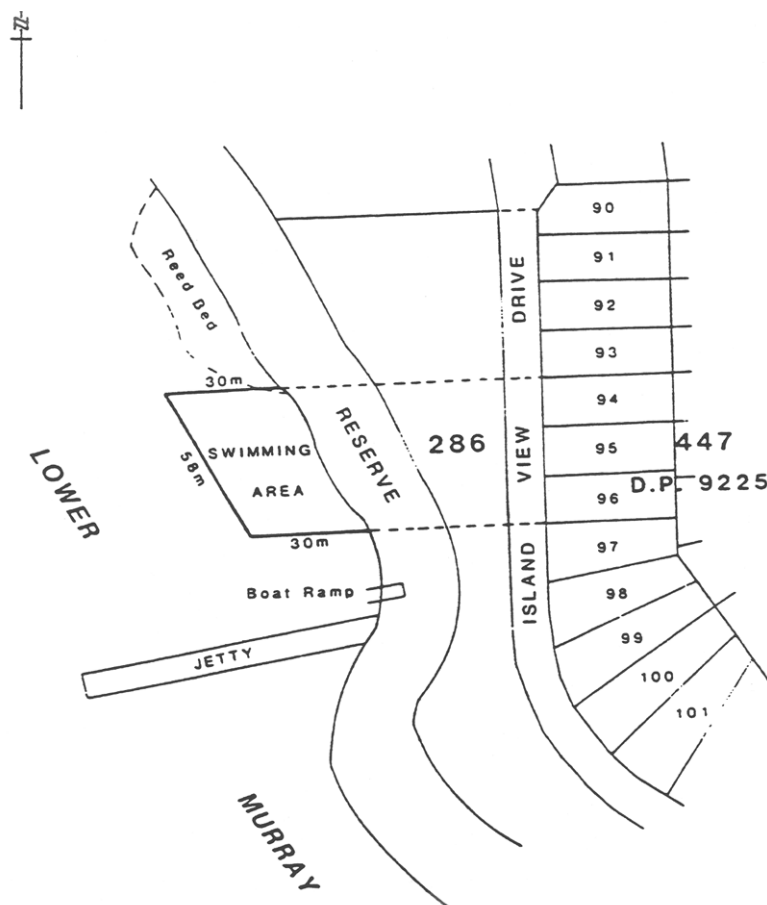 N
90
91
DRIVE
Reed Bed
92
93
30m
94
RESERVE
286
VIEW
95
447
SWIMMING
AREA
58m
96
D.P. 9225
LOWER
30m
97
ISLAND
Boat Ramp
98
99
JETTY
100
101
MURRAY